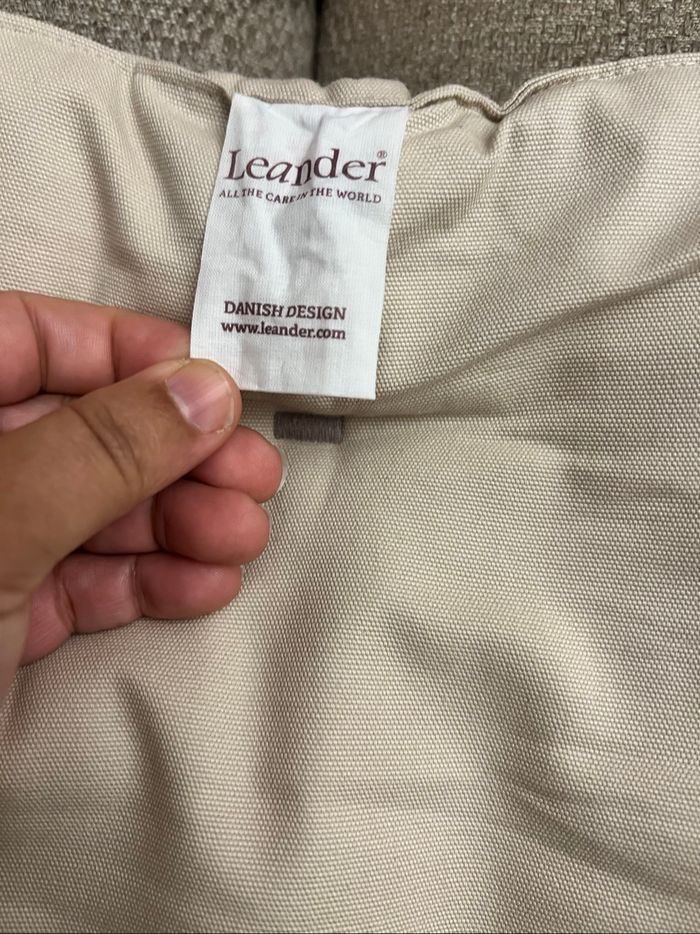 Leander®
ALL THE CARE IN THE WORLD
DANISH DESIGN
www.leander.com